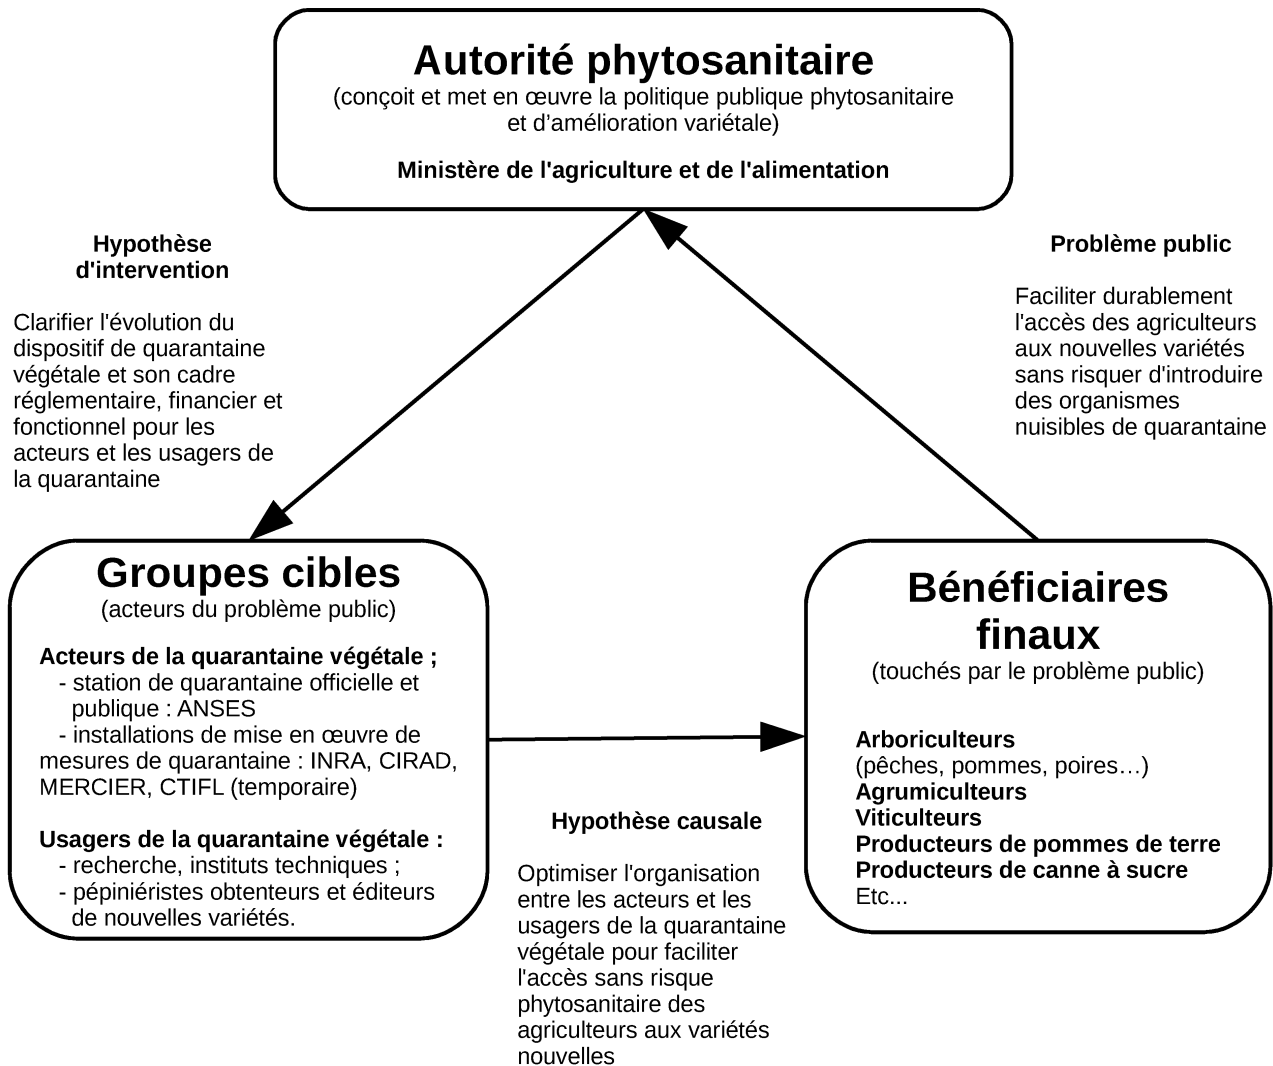 Autorité phytosanitaire
(conçoit et met en œuvre la politique publique phytosanitaire
et d’amélioration variétale)
Ministère de l'agriculture et de l'alimentation
Hypothèse
d'intervention
Clarifier l'évolution du
dispositif de quarantaine
végétale et son cadre
réglementaire, financier et
fonctionnel pour les
acteurs et les usagers de
la quarantaine
Problème public
Faciliter durablement
l'accès des agriculteurs
aux nouvelles variétés
sans risquer d'introduire
des organismes
nuisibles de quarantaine
Groupes cibles
(acteurs du problème public)
Acteurs de la quarantaine végétale ;
- station de quarantaine officielle et
publique : ANSES
- installations de mise en œuvre de
mesures de quarantaine : INRA, CIRAD,
MERCIER, CTIFL (temporaire)
Usagers de la quarantaine végétale :
- recherche, instituts techniques ;
- pépiniéristes obtenteurs et éditeurs
de nouvelles variétés.
Hypothèse causale
Optimiser l'organisation
entre les acteurs et les
usagers de la quarantaine
végétale pour faciliter
l'accès sans risque
phytosanitaire des
agriculteurs aux variétés
nouvelles
Bénéficiaires
finaux
(touchés par le problème public)
Arboriculteurs
(pêches, pommes, poires…)
Agrumiculteurs
Viticulteurs
Producteurs de pommes de terre
Producteurs de canne à sucre
Etc...